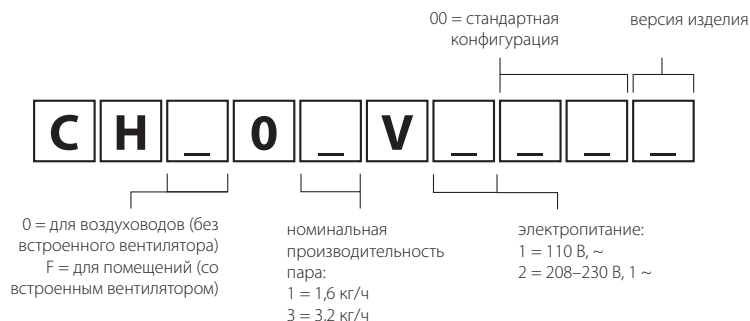 00 = стандартная
конфигурация
версия изделия
C H _ 0 _ V _ _ _ _
0 = для воздуховодов (без
встроенного вентилятора)
F = для помещений (со
встроенным вентилятором)
номинальная
производительность
пара:
1 = 1,6 кг/ч
3 = 3,2 кг/ч
электропитание:
1 = 110 В, ~
2 = 208–230 В, 1 ~